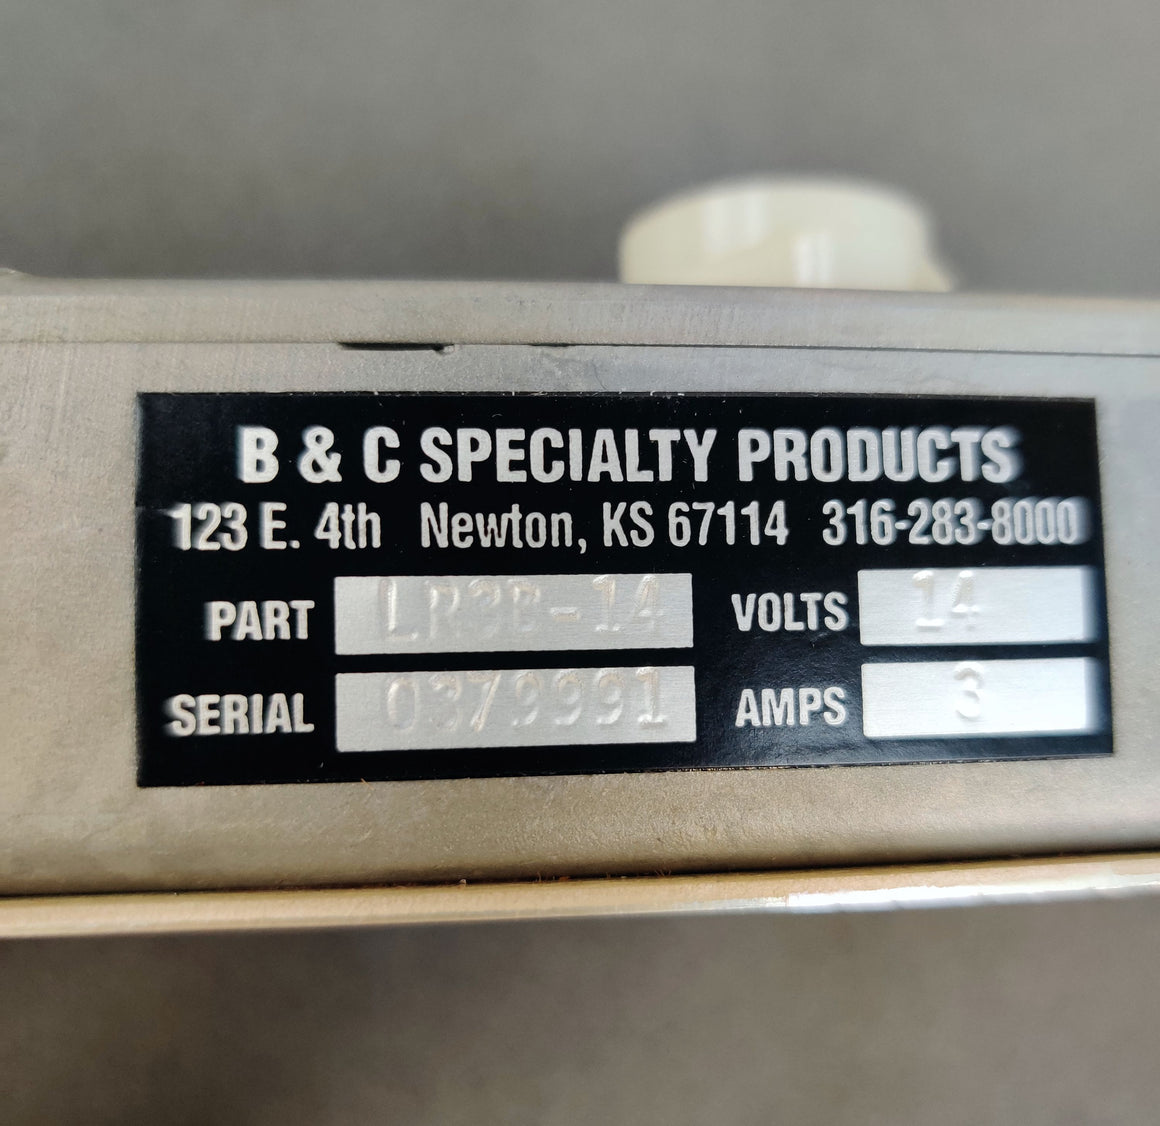 B & C SPECIALTY PRODUCTS
123 E. 4th Newton, KS 67114 316-283-8000
PART LR3B-14 VOLTS 14
SERIAL 0379991 AMPS 3